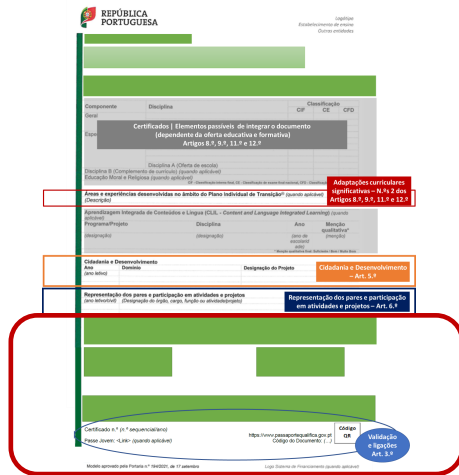 REPÚBLICA
PORTUGUESA
Logótipo
Estabelecimento de ensino
Outras entidades
Componente Disciplina Classificação
CIF CE CFD
Geral
Certificados | Elementos passíveis de integrar o documento
(dependente da oferta educativa e formativa)
Artigos 8.º, 9.º, 11.º e 12.º
Disciplina A (Oferta da escola)
Disciplina B (Complemento do currículo) (quando aplicável)
Educação Moral e Religiosa (quando aplicável)
Adaptações curriculares
significativas – N.ºs 2 dos
Artigos 8.º, 9.º, 11.º e 12.º
Áreas e experiências desenvolvidas no âmbito do Plano Individual de Transição (quando aplicável)
(Descrição)
Aprendizagem Integrada de Conteúdos e Língua (CLIL - Content and Language Integrated Learning) (quando
aplicável)
Programa/Projeto Disciplina Ano Menção
qualitativa
(designação) (designação) (ano de
escolarid
ade) (menção)
Cidadania e Desenvolvimento
Ano Domínio Designação do Projeto
(ano letivo)
Cidadania e Desenvolvimento
– Art. 5.º
Representação dos pares e participação em atividades e projetos
(ano letivo/civil) (Designação do órgão, cargo, função ou atividade/projeto)
Representação dos pares e participação
em atividades e projetos – Art. 6.º
Certificado n.º (n.º sequencial/ano)
Passe Jovem: <Link> (quando aplicável)
https://www.passaportequalifica.gov.pt
Código do Documento: (...)
Código
QR
Validação
e ligações
Art. 3.º
Modelo aprovado pela Portaria n.º 194/2021, de 17 setembro
Logo Sistema de Financiamento (quando aplicável)